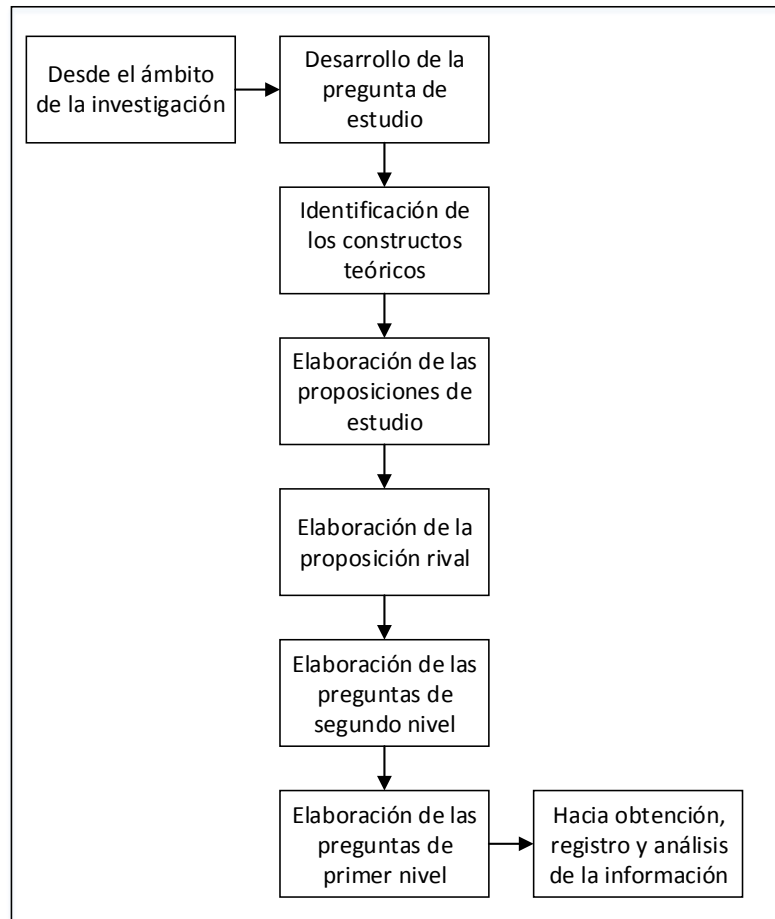 Desde el ámbito
de la investigación
Desarrollo de la
pregunta de
estudio
Identificación de
los constructos
teóricos
Elaboración de las
proposiciones de
estudio
Elaboración de la
proposición rival
Elaboración de las
preguntas de
segundo nivel
Elaboración de las
preguntas de
primer nivel
Hacia obtención,
registro y análisis
de la información